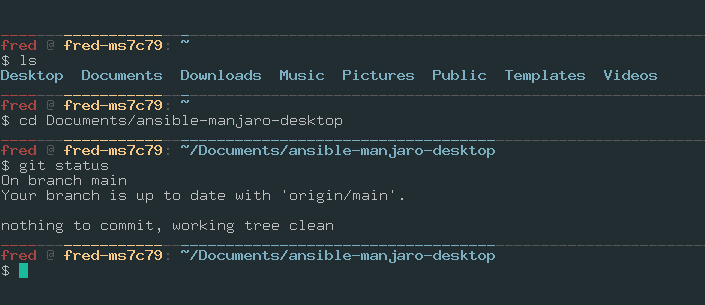 fred @ fred-ms7c79: ~
$ ls
Desktop  Documents  Downloads  Music  Pictures  Public  Templates  Videos
fred @ fred-ms7c79: ~
$ cd Documents/ansible-manjaro-desktop
fred @ fred-ms7c79: ~/Documents/ansible-manjaro-desktop
$ git status
On branch main
Your branch is up to date with 'origin/main'.
nothing to commit, working tree clean
fred @ fred-ms7c79: ~/Documents/ansible-manjaro-desktop
$